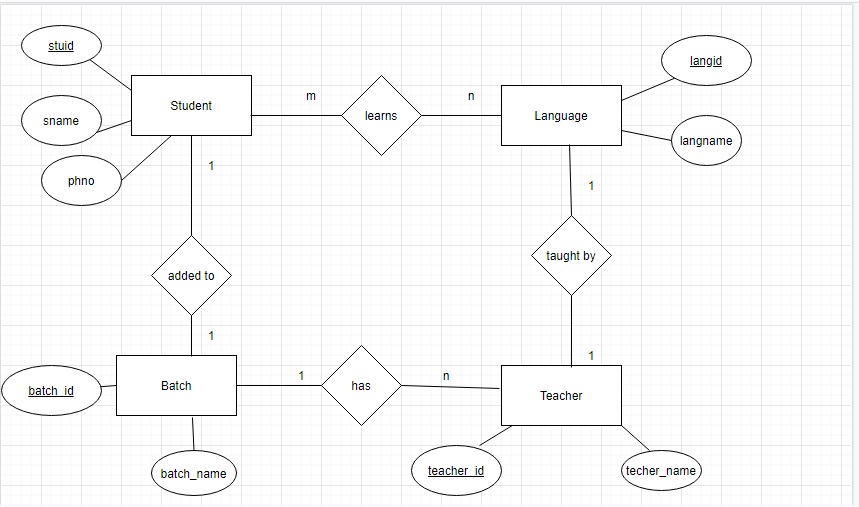 stuid
langid
Student
m
n
learns
Language
sname
langname
phno
1
1
taught by
added to
1
1
batch_id
Batch
1
has
n
Teacher
batch_name
teacher_id
techer_name